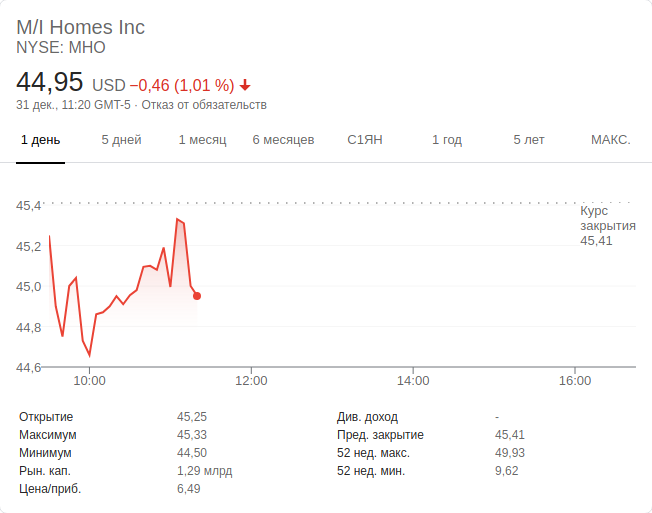 M/I Homes Inc
NYSE: MHO
44,95 USD −0,46 (1,01 %)
31 дек., 11:20 GMT-5 · Отказ от обязательств
1 день 5 дней 1 месяц 6 месяцев С1ЯН 1 год 5 лет МАКС.
45,4
Курс
закрытия
45,41
45,2
45,0
44,8
44,6
10:00 12:00 14:00 16:00
Открытие 45,25 Див. доход -
Максимум 45,33 Пред. закрытие 45,41
Минимум 44,50 52 нед. макс. 49,93
Рын. кап. 1,29 млрд 52 нед. мин. 9,62
Цена/приб. 6,49